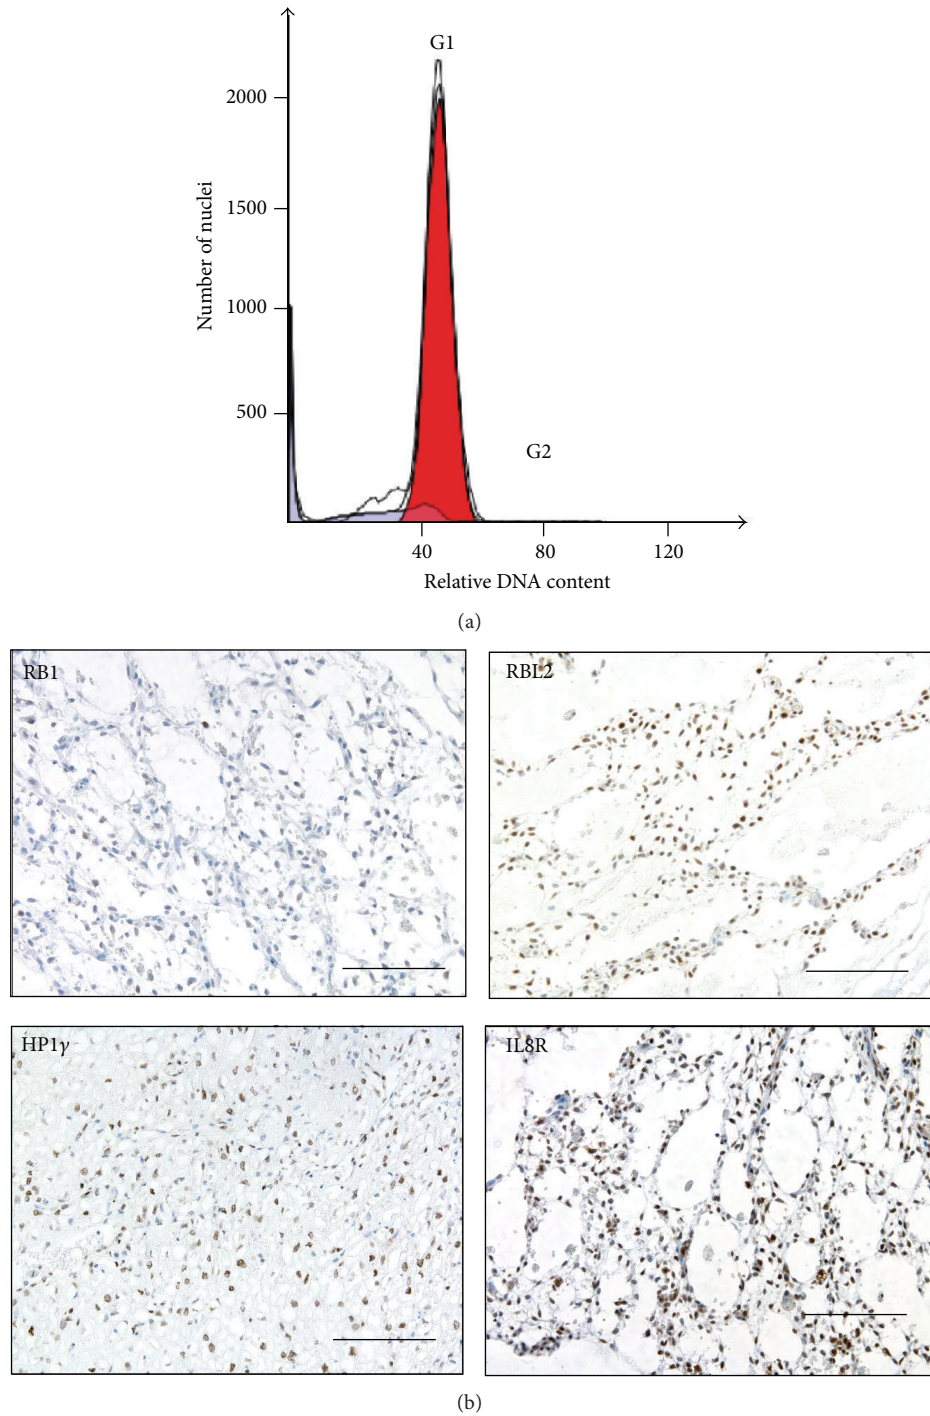 G1
2000
1500
1000
500
Number of nuclei
G2
40 80 120
Relative DNA content
(a)
RB1
RBL2
HP1γ
IL8R
(b)